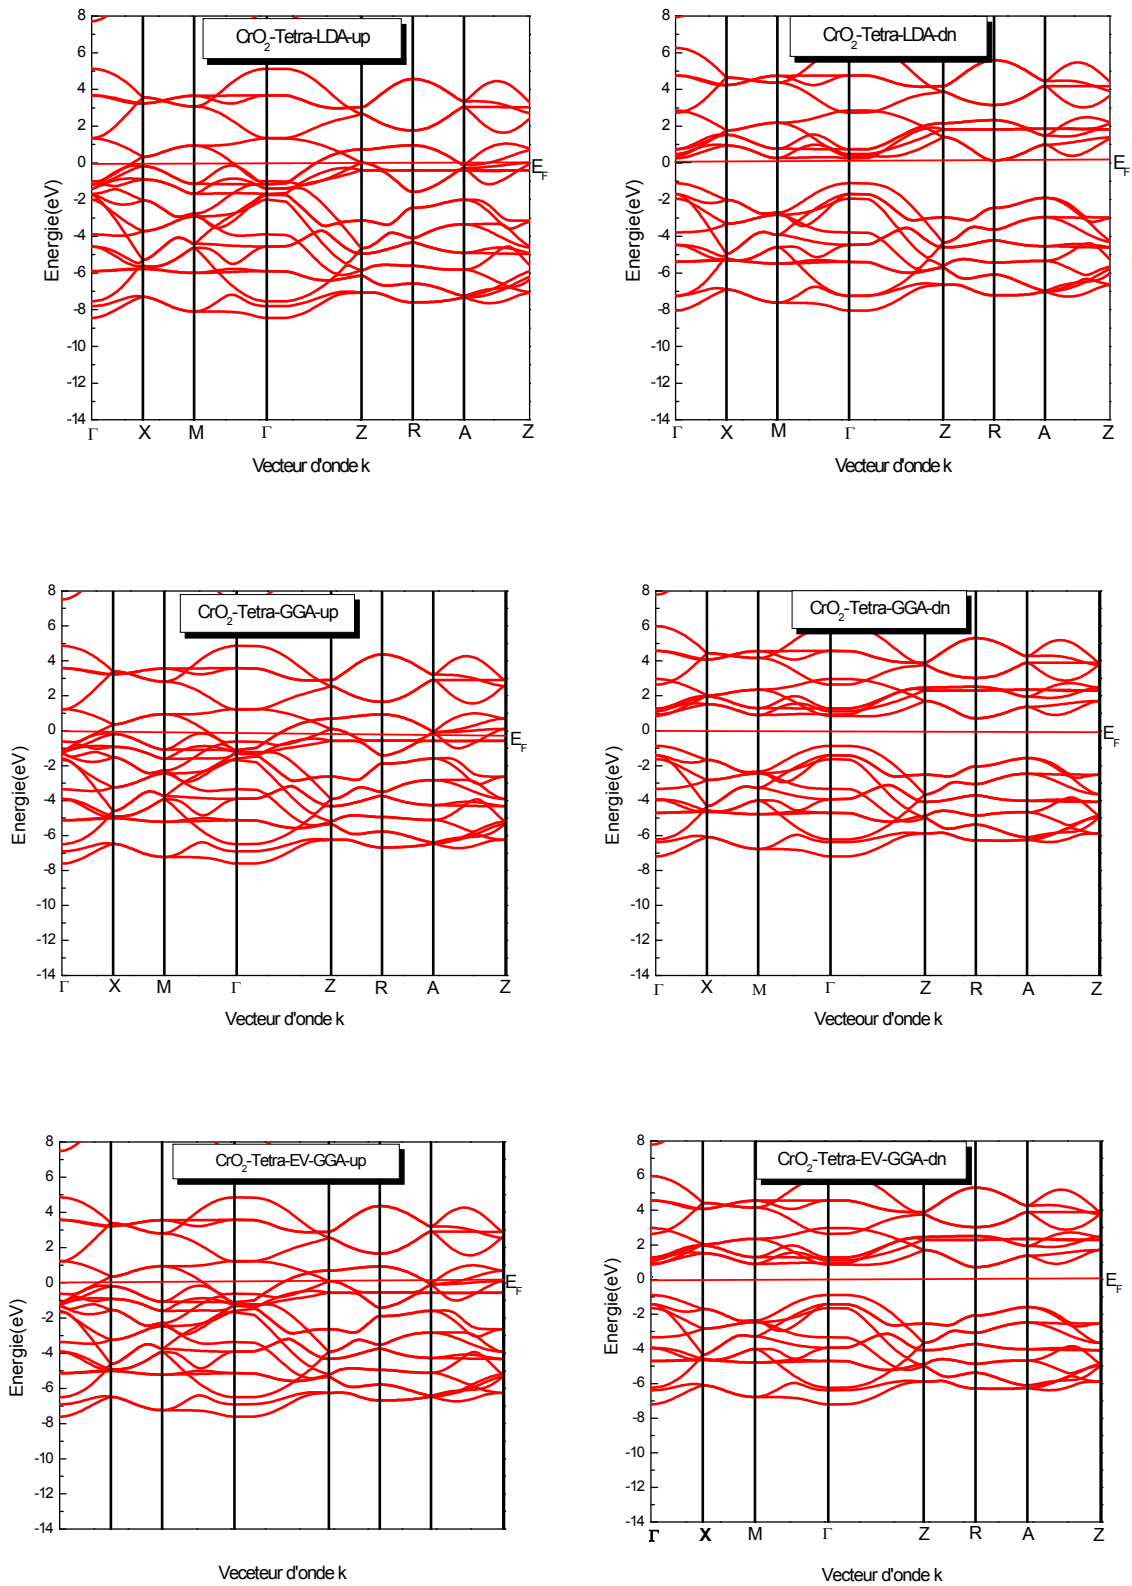 CrO2-Tetra-LDA-up
8
6
4
2
0
-2
-4
-6
-8
-10
-12
-14
Energie(eV)
EF
Γ X M Γ Z R A Z
Vecteur d'onde k
CrO2-Tetra-LDA-dn
8
6
4
2
0
-2
-4
-6
-8
-10
-12
-14
Energie(eV)
EF
Γ X M Γ Z R A Z
Vecteur d'onde k
CrO2-Tetra-GGA-up
8
6
4
2
0
-2
-4
-6
-8
-10
-12
-14
Energie(eV)
EF
Γ X M Γ Z R A Z
Vecteur d'onde k
CrO2-Tetra-GGA-dn
8
6
4
2
0
-2
-4
-6
-8
-10
-12
-14
Energie(eV)
EF
Γ X M Γ Z R A Z
Vecteour d'onde k
CrO2-Tetra-EV-GGA-up
8
6
4
2
0
-2
-4
-6
-8
-10
-12
-14
Energie(eV)
EF
Veceteur d'onde k
CrO2-Tetra-EV-GGA-dn
8
6
4
2
0
-2
-4
-6
-8
-10
-12
-14
Energie(eV)
EF
Γ X M Γ Z R A Z
Vecteur d'onde k